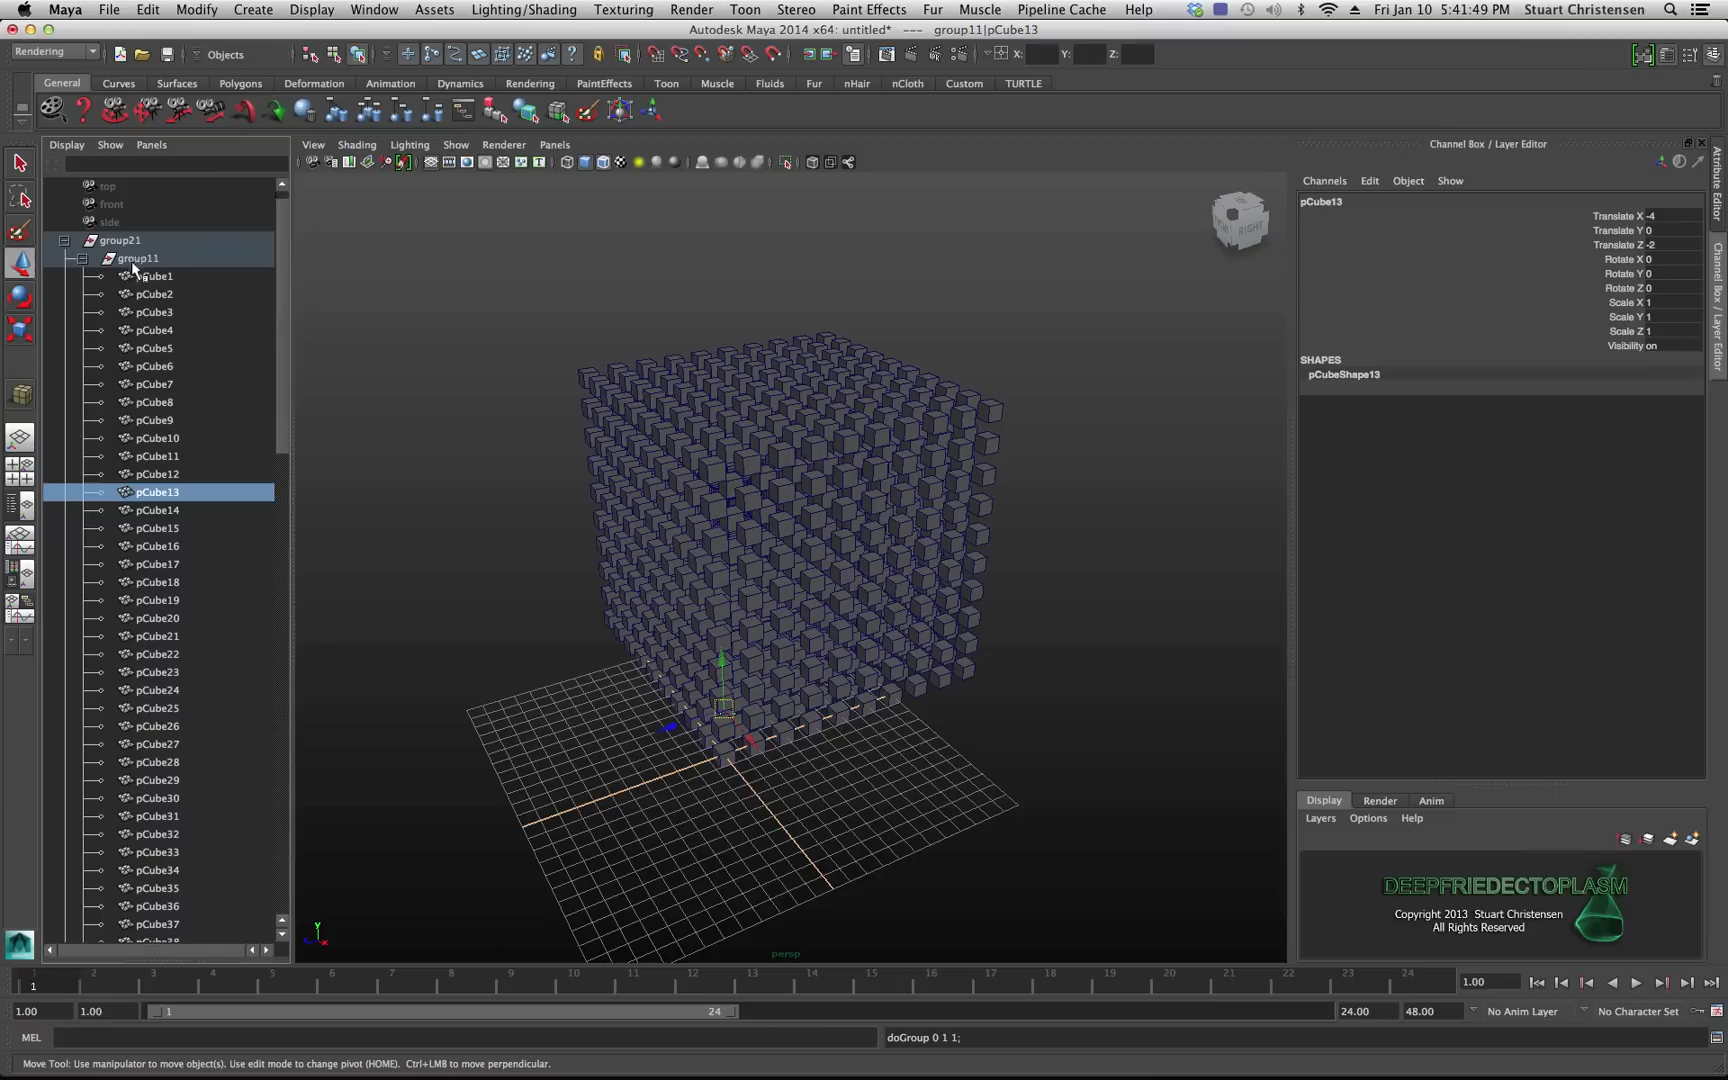 Maya File Edit Modify Create Display Window Assets Lighting/Shading Texturing Render Toon Stereo Paint Effects Fur Muscle Pipeline Cache Help Fri Jan 10 5:41:49 PM Stuart Christensen
Autodesk Maya 2014 x64: untitled* --- group11|pCube13
Rendering Objects X: Y: Z:
General Curves Surfaces Polygons Deformation Animation Dynamics Rendering PaintEffects Toon Muscle Fluids Fur nHair nCloth Custom TURTLE
Display Show Panels
View Shading Lighting Show Renderer Panels
Channel Box / Layer Editor
Channels Edit Object Show
Attribute Editor
Channel Box / Layer Editor
top
front
side
group21
group11
pCube1
pCube2
pCube3
pCube4
pCube5
pCube6
pCube7
pCube8
pCube9
pCube10
pCube11
pCube12
pCube13
pCube14
pCube15
pCube16
pCube17
pCube18
pCube19
pCube20
pCube21
pCube22
pCube23
pCube24
pCube25
pCube26
pCube27
pCube28
pCube29
pCube30
pCube31
pCube32
pCube33
pCube34
pCube35
pCube36
pCube37
pCube38
RIGHT
y
x
persp
pCube13
Translate X -4
Translate Y 0
Translate Z -2
Rotate X 0
Rotate Y 0
Rotate Z 0
Scale X 1
Scale Y 1
Scale Z 1
Visibility on
SHAPES
pCubeShape13
Display Render Anim
Layers Options Help
DEEPFRIEDECTOPLASM
Copyright 2013 Stuart Christensen
All Rights Reserved
1 2 3 4 5 6 7 8 9 10 11 12 13 14 15 16 17 18 19 20 21 22 23 24
1 1.00
1.00 1.00 1 24 24.00 48.00 No Anim Layer No Character Set
MEL doGroup 0 1 1;
Move Tool: Use manipulator to move object(s). Use edit mode to change pivot (HOME). Ctrl+LMB to move perpendicular.